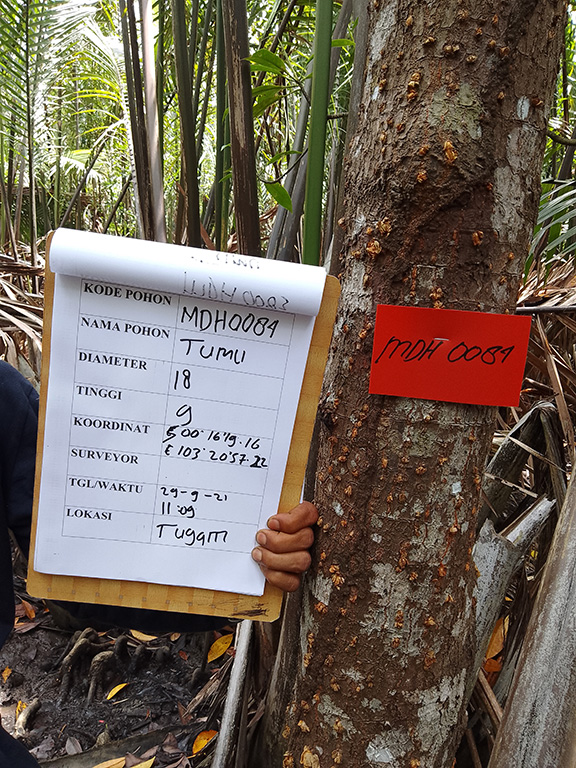 KODE POHON MDH0084
NAMA POHON Tumu
DIAMETER 18
TINGGI 9
KOORDINAT S 00°16'19.16
E 103°20'57.22
SURVEYOR
TGL/WAKTU 29-9-21
11:09
LOKASI Tugam
MDH 0084